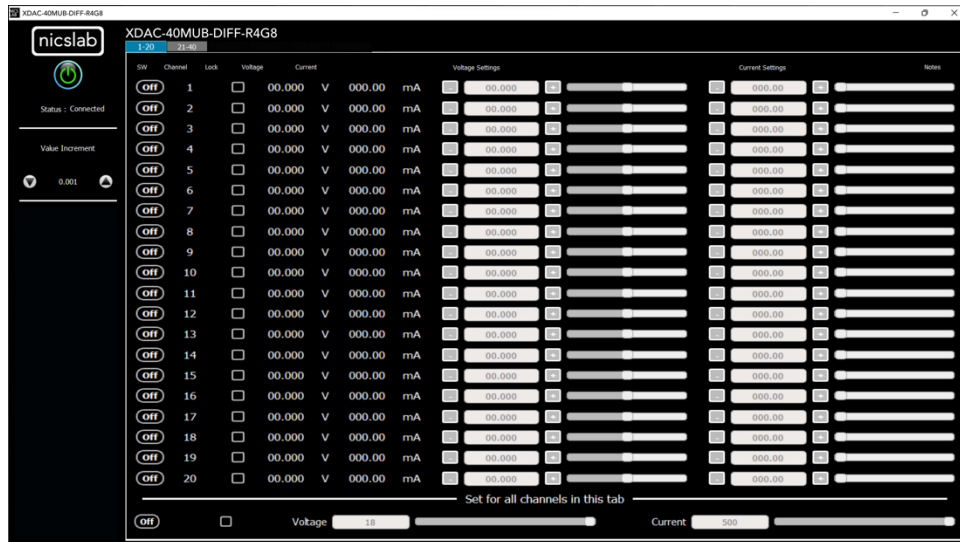 XDAC-40MUB-DIFF-R4G8
nicslab
XDAC-40MUB-DIFF-R4G8
1-20 21-40
SW Channel Lock Voltage Current Voltage Settings Current Settings Notes
Status : Connected
Value Increment
0.001
Off 1 00.000 V 000.00 mA - 00.000 + - 000.00 +
Off 2 00.000 V 000.00 mA - 00.000 + - 000.00 +
Off 3 00.000 V 000.00 mA - 00.000 + - 000.00 +
Off 4 00.000 V 000.00 mA - 00.000 + - 000.00 +
Off 5 00.000 V 000.00 mA - 00.000 + - 000.00 +
Off 6 00.000 V 000.00 mA - 00.000 + - 000.00 +
Off 7 00.000 V 000.00 mA - 00.000 + - 000.00 +
Off 8 00.000 V 000.00 mA - 00.000 + - 000.00 +
Off 9 00.000 V 000.00 mA - 00.000 + - 000.00 +
Off 10 00.000 V 000.00 mA - 00.000 + - 000.00 +
Off 11 00.000 V 000.00 mA - 00.000 + - 000.00 +
Off 12 00.000 V 000.00 mA - 00.000 + - 000.00 +
Off 13 00.000 V 000.00 mA - 00.000 + - 000.00 +
Off 14 00.000 V 000.00 mA - 00.000 + - 000.00 +
Off 15 00.000 V 000.00 mA - 00.000 + - 000.00 +
Off 16 00.000 V 000.00 mA - 00.000 + - 000.00 +
Off 17 00.000 V 000.00 mA - 00.000 + - 000.00 +
Off 18 00.000 V 000.00 mA - 00.000 + - 000.00 +
Off 19 00.000 V 000.00 mA - 00.000 + - 000.00 +
Off 20 00.000 V 000.00 mA - 00.000 + - 000.00 +
Set for all channels in this tab
Off Voltage 18 Current 500